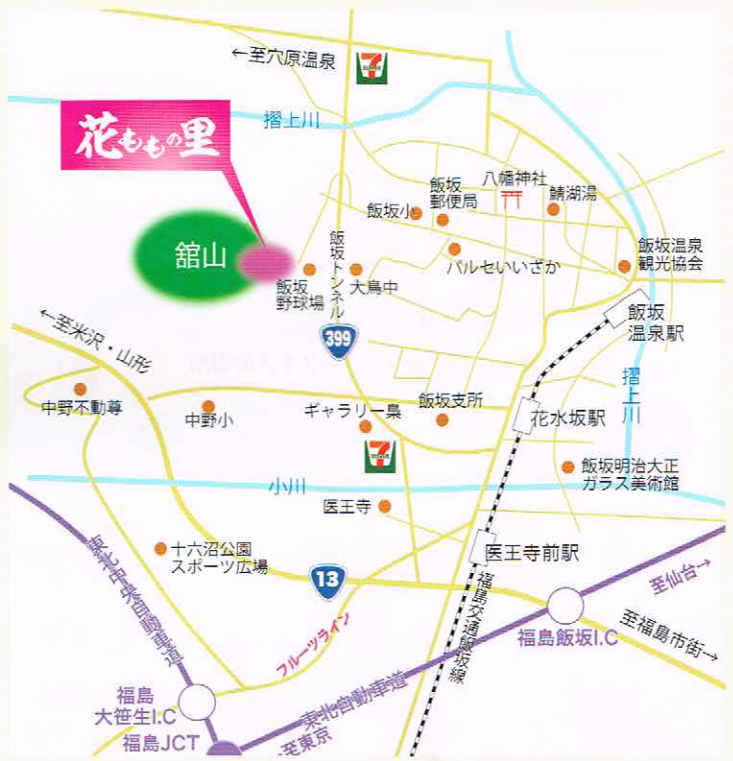 ←至穴原温泉
摺上川
花ももの里
八幡神社
鯖湖湯
飯坂
郵便局
飯坂小
飯坂温泉
観光協会
パルセいいざか
舘山
飯坂トンネル
飯坂
野球場
大鳥中
399
飯坂
温泉駅
←至米沢・山形
摺上川
中野不動尊
中野小
ギャラリー梟
飯坂支所
花水坂駅
飯坂明治大正
ガラス美術館
小川
医王寺
十六沼公園
スポーツ広場
医王寺前駅
13
東北中央自動車道
福島交通飯坂線
至仙台→
福島飯坂I.C
至福島市街→
フルーツライン
福島
大笹生I.C
福島JCT
東北自動車道
←至東京